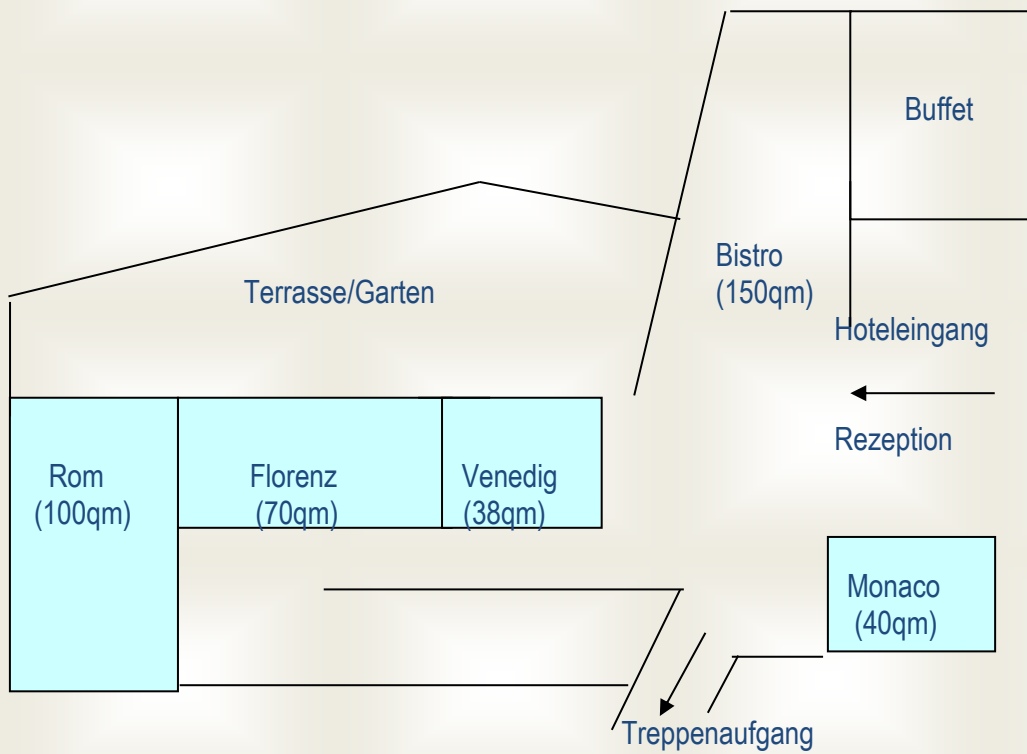 Buffet
Bistro
(150qm)
Terrasse/Garten
Hoteleingang
Rezeption
Rom
(100qm)
Florenz
(70qm)
Venedig
(38qm)
Monaco
(40qm)
Treppenaufgang